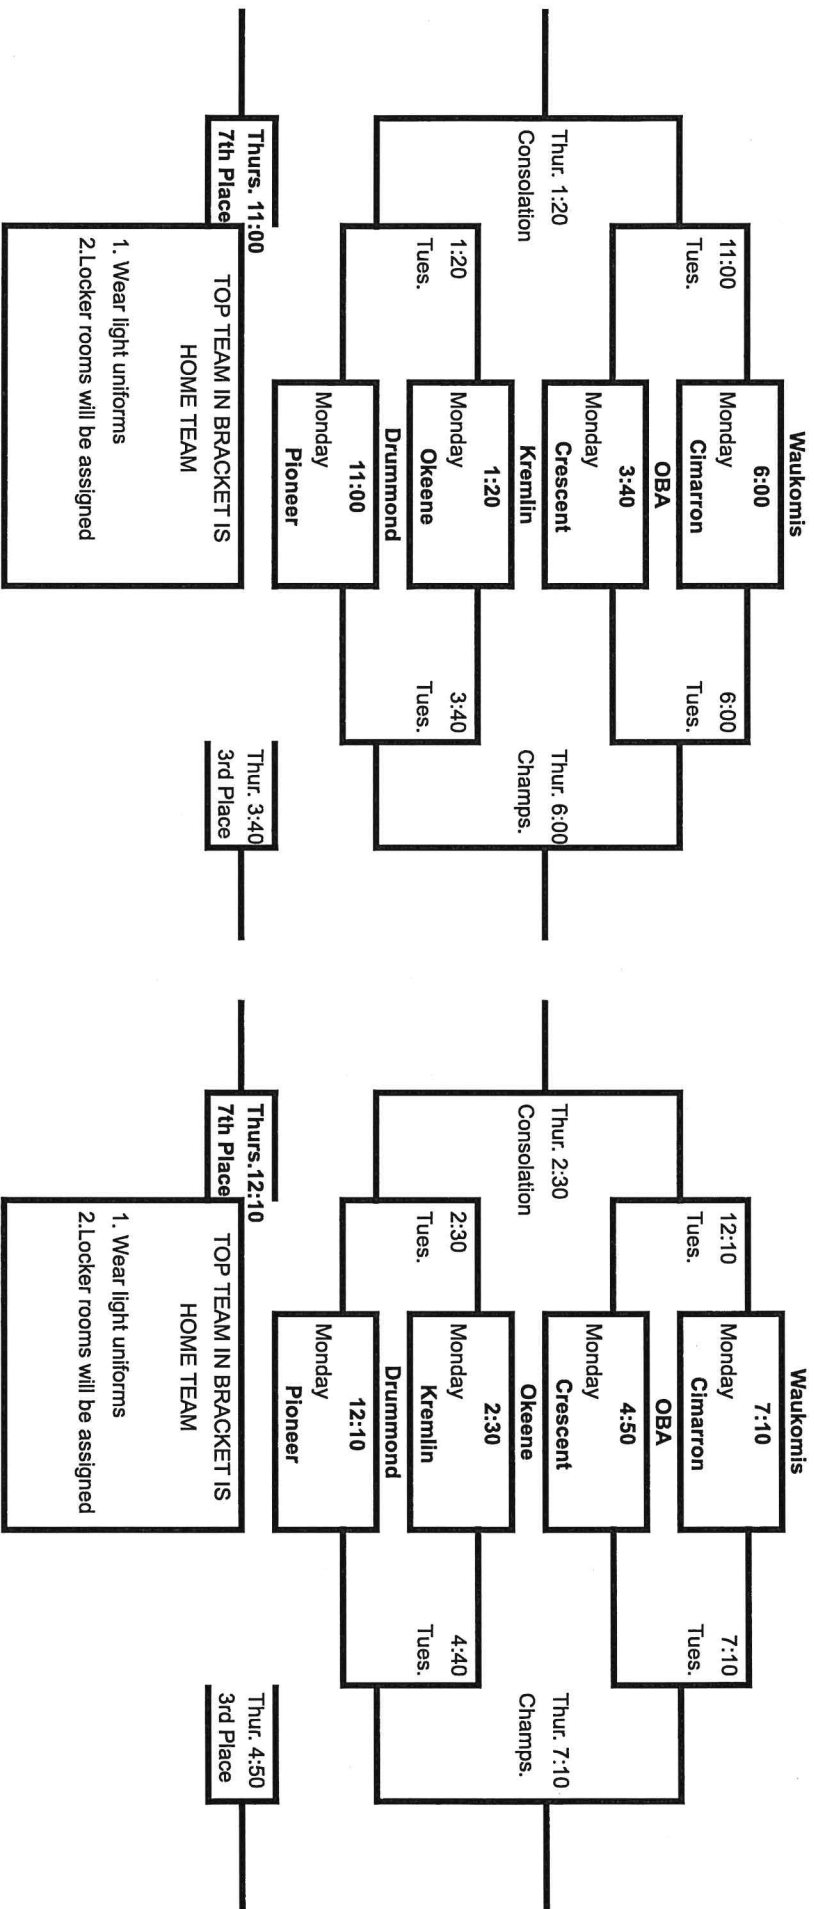 Waukomis
6:00
Monday
Cimarron
11:00
Tues.
6:00
Tues.
OBA
3:40
Monday
Crescent
Thur. 1:20
Consolation
Thur. 6:00
Champs.
Kremlin
1:20
Monday
Okeene
1:20
Tues.
3:40
Tues.
Drummond
11:00
Monday
Pioneer
Thurs. 11:00
7th Place
Thur. 3:40
3rd Place
TOP TEAM IN BRACKET IS
HOME TEAM
1. Wear light uniforms
2.Locker rooms will be assigned
Waukomis
7:10
Monday
Cimarron
12:10
Tues.
7:10
Tues.
OBA
4:50
Monday
Crescent
Thur. 2:30
Consolation
Thur. 7:10
Champs.
Okeene
2:30
Monday
Kremlin
2:30
Tues.
4:40
Tues.
Drummond
12:10
Monday
Pioneer
Thurs.12:10
7th Place
Thur. 4:50
3rd Place
TOP TEAM IN BRACKET IS
HOME TEAM
1. Wear light uniforms
2.Locker rooms will be assigned